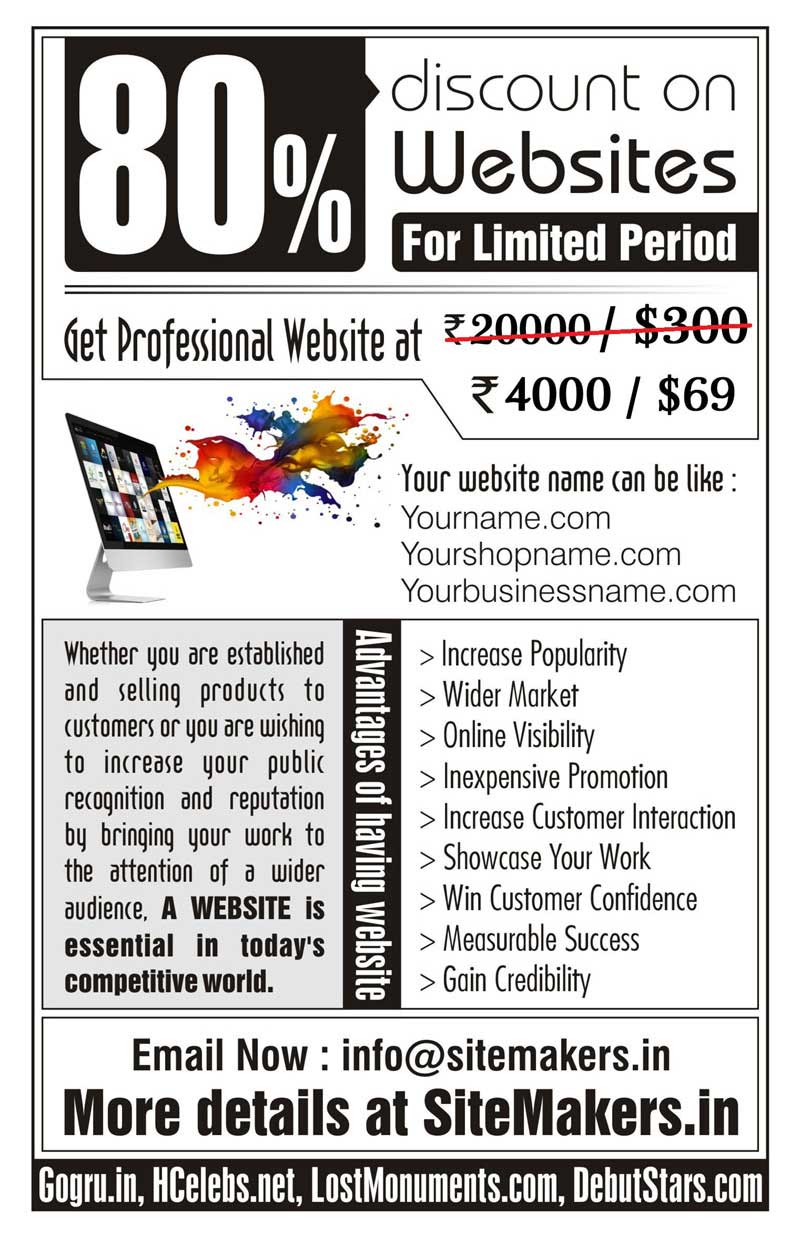 80%
discount on
Websites
For Limited Period
Get Professional Website at
₹20000 / $300
₹4000 / $69
Your website name can be like :
Yourname.com
Yourshopname.com
Yourbusinessname.com
Whether you are established
and selling products to
customers or you are wishing
to increase your public
recognition and reputation
by bringing your work to
the attention of a wider
audience, A WEBSITE is
essential in today's
competitive world.
Advantages of having website
> Increase Popularity
> Wider Market
> Online Visibility
> Inexpensive Promotion
> Increase Customer Interaction
> Showcase Your Work
> Win Customer Confidence
> Measurable Success
> Gain Credibility
Email Now : info@sitemakers.in
More details at SiteMakers.in
Gogru.in, HCelebs.net, LostMonuments.com, DebutStars.com